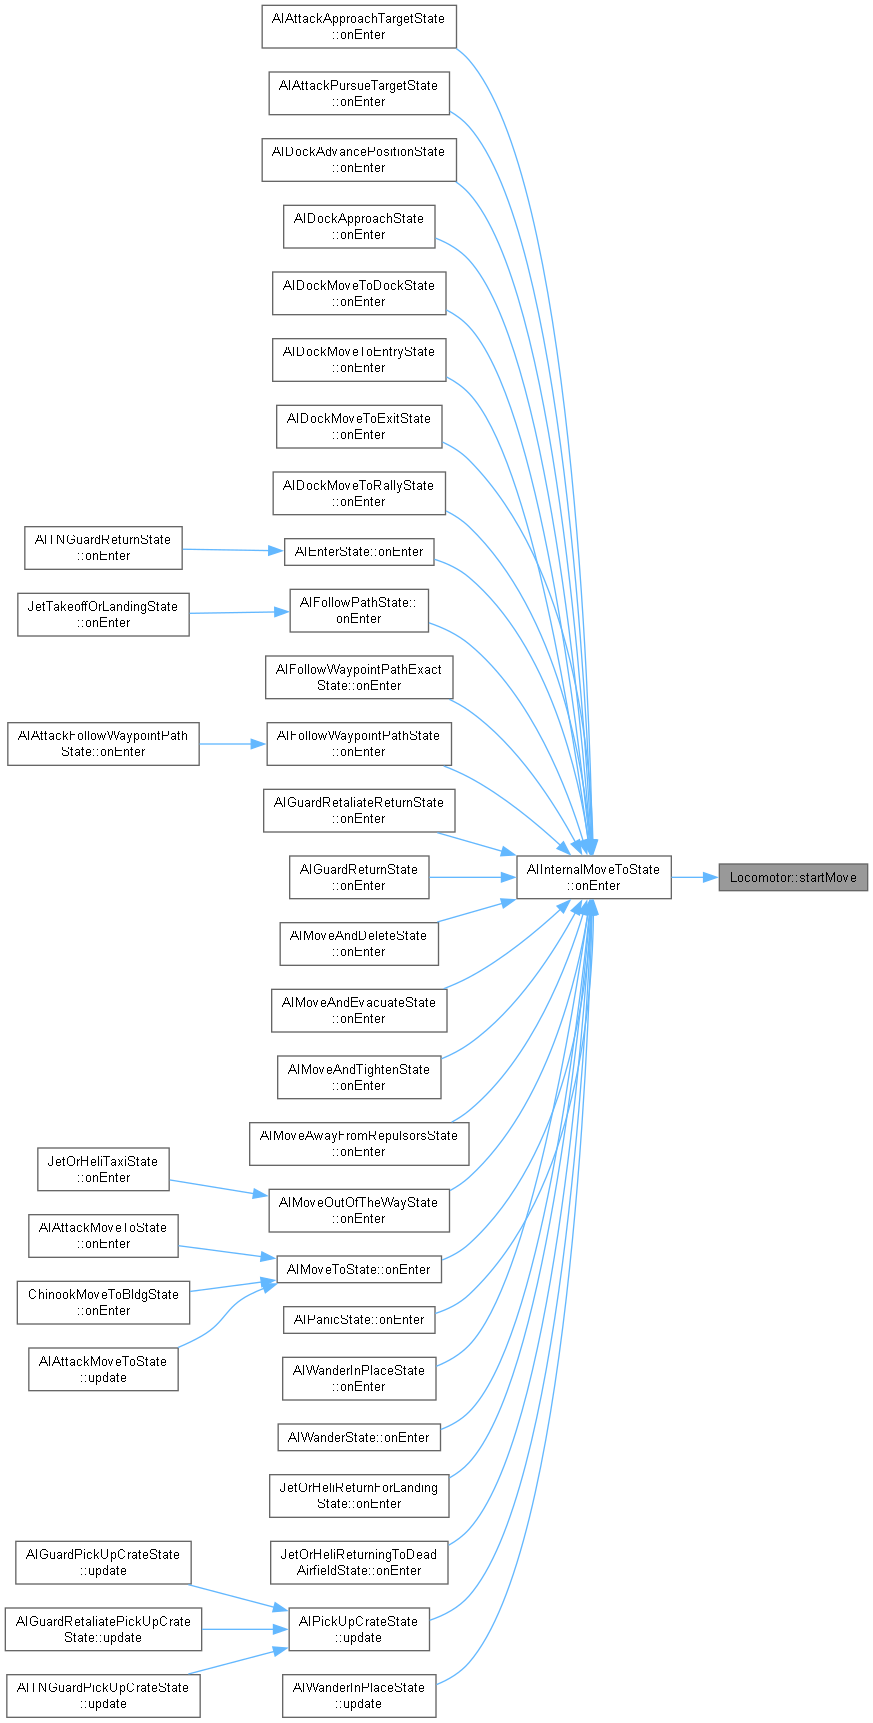 AIAttackApproachTargetState
::onEnter
AIAttackPursueTargetState
::onEnter
AIDockAdvancePositionState
::onEnter
AIDockApproachState
::onEnter
AIDockMoveToDockState
::onEnter
AIDockMoveToEntryState
::onEnter
AIDockMoveToExitState
::onEnter
AIDockMoveToRallyState
::onEnter
AITNGuardReturnState
::onEnter
AIEnterState::onEnter
JetTakeoffOrLandingState
::onEnter
AIFollowPathState::
onEnter
AIFollowWaypointPathExact
State::onEnter
AIAttackFollowWaypointPath
State::onEnter
AIFollowWaypointPathState
::onEnter
AIGuardRetaliateReturnState
::onEnter
AIGuardReturnState
::onEnter
AIInternalMoveToState
::onEnter
Locomotor::startMove
AIMoveAndDeleteState
::onEnter
AIMoveAndEvacuateState
::onEnter
AIMoveAndTightenState
::onEnter
AIMoveAwayFromRepulsorsState
::onEnter
JetOrHeliTaxiState
::onEnter
AIMoveOutOfTheWayState
::onEnter
AIAttackMoveToState
::onEnter
AIMoveToState::onEnter
ChinookMoveToBldgState
::onEnter
AIPanicState::onEnter
AIAttackMoveToState
::update
AIWanderInPlaceState
::onEnter
AIWanderState::onEnter
JetOrHeliReturnForLanding
State::onEnter
JetOrHeliReturningToDead
AirfieldState::onEnter
AIGuardPickUpCrateState
::update
AIGuardRetaliatePickUpCrate
State::update
AIPickUpCrateState
::update
AITNGuardPickUpCrateState
::update
AIWanderInPlaceState
::update